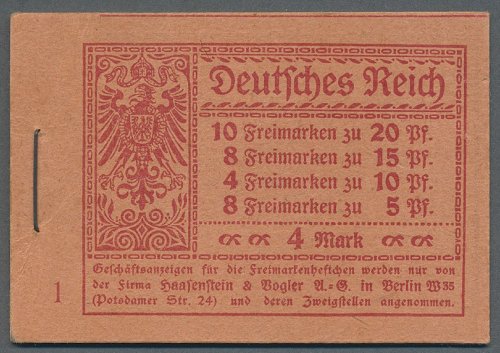 Deutsches Reich
10 Freimarken zu 20 Pf.
8 Freimarken zu 15 Pf.
4 Freimarken zu 10 Pf.
8 Freimarken zu 5 Pf.
4 Mark
Geschäftsanzeigen für die Freimarkenheftchen werden nur von
der Firma Haasenstein & Vogler A.=G. in Berlin W35
(Potsdamer Str. 24) und deren Zweigstellen angenommen.
1